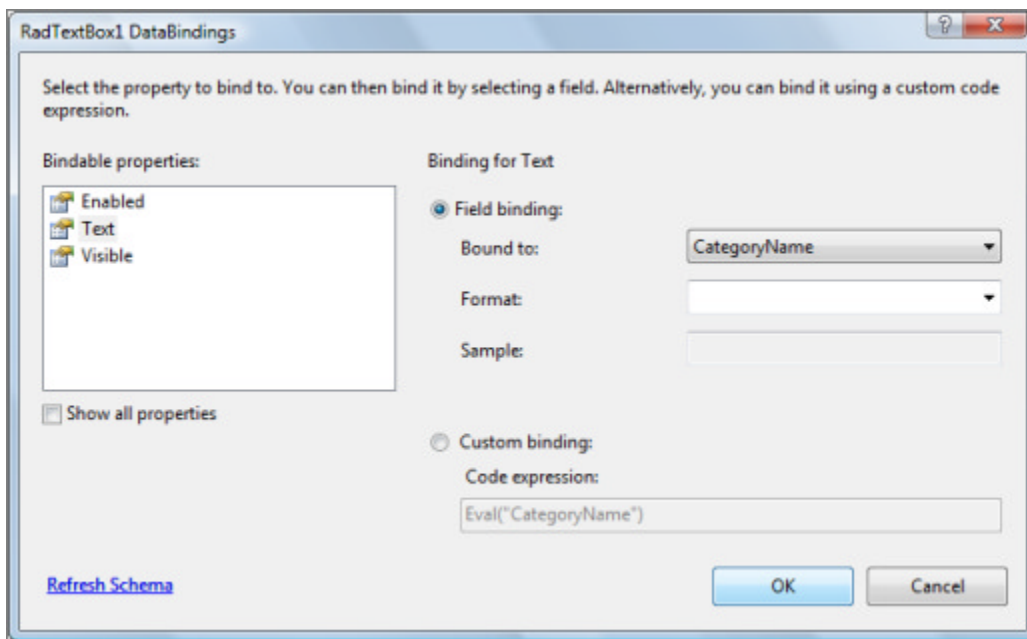 RadTextBox1 DataBindings
Select the property to bind to. You can then bind it by selecting a field. Alternatively, you can bind it using a custom code
expression.
Bindable properties:
Enabled
Text
Visible
Show all properties
Binding for Text
Field binding:
Bound to:
CategoryName
Format:
Sample:
Custom binding:
Code expression:
Eval("CategoryName")
Refresh Schema
OK
Cancel